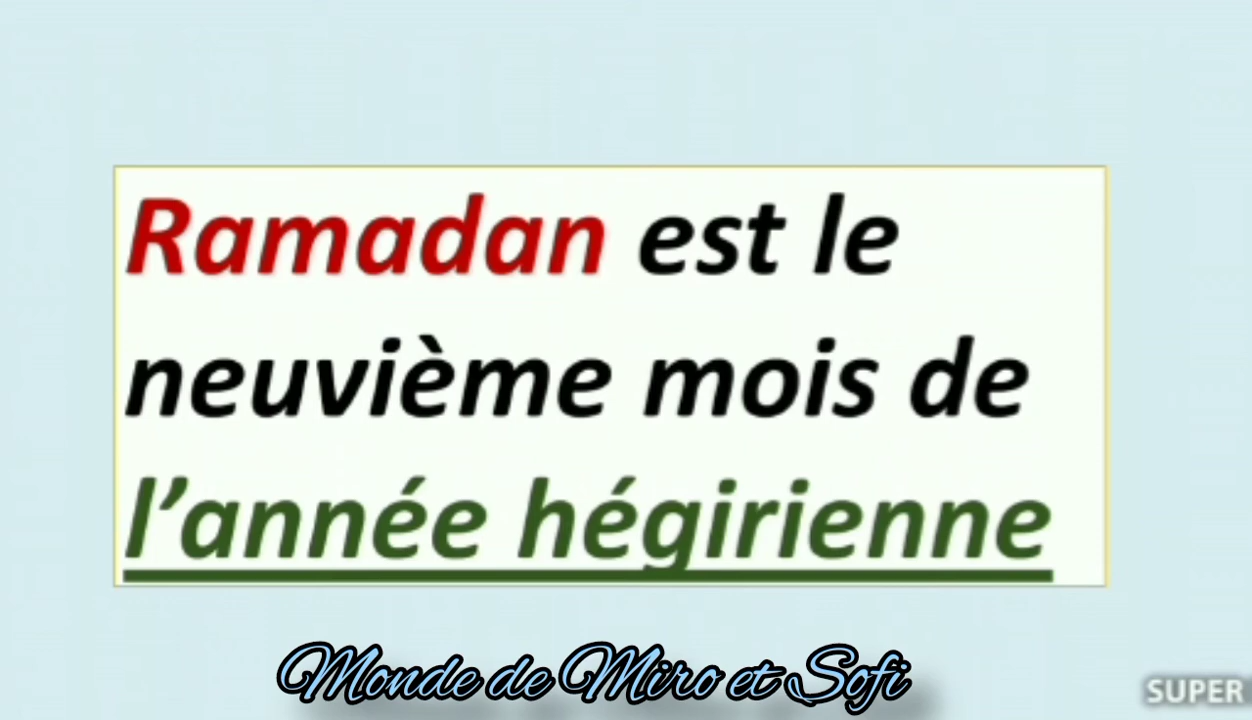 Ramadan est le
neuvième mois de
l’année hégirienne
Monde de Miro et Sofi
SUPER